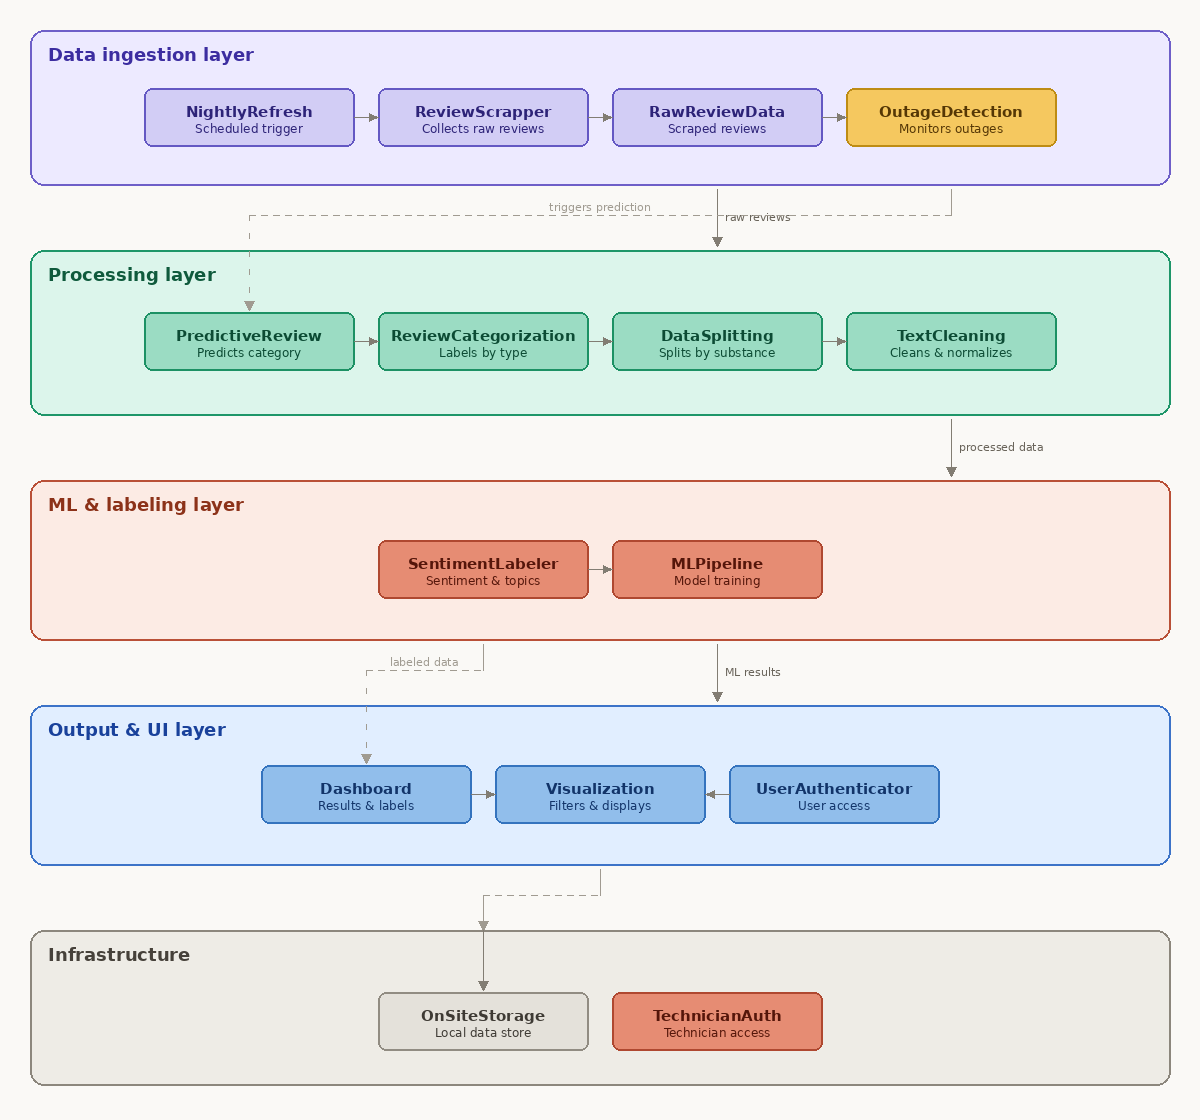 Data ingestion layer
NightlyRefresh
Scheduled trigger
ReviewScrapper
Collects raw reviews
RawReviewData
Scraped reviews
OutageDetection
Monitors outages
triggers prediction
raw reviews
Processing layer
PredictiveReview
Predicts category
ReviewCategorization
Labels by type
DataSplitting
Splits by substance
TextCleaning
Cleans & normalizes
processed data
ML & labeling layer
SentimentLabeler
Sentiment & topics
MLPipeline
Model training
labeled data
ML results
Output & UI layer
Dashboard
Results & labels
Visualization
Filters & displays
UserAuthenticator
User access
Infrastructure
OnSiteStorage
Local data store
TechnicianAuth
Technician access